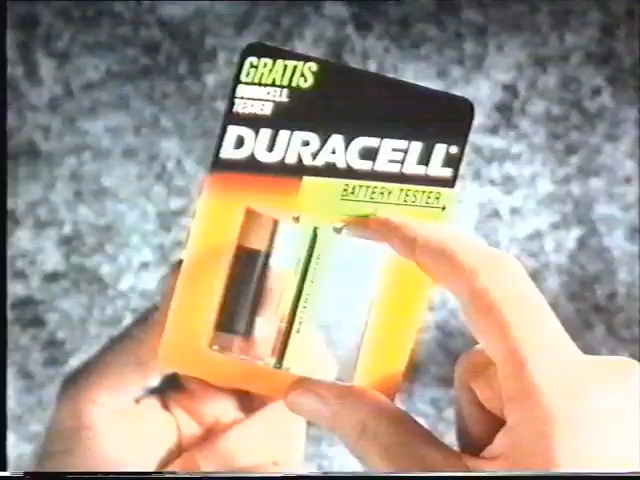 GRATIS
DURACELL
TESTER
DURACELL®
BATTERY TESTER